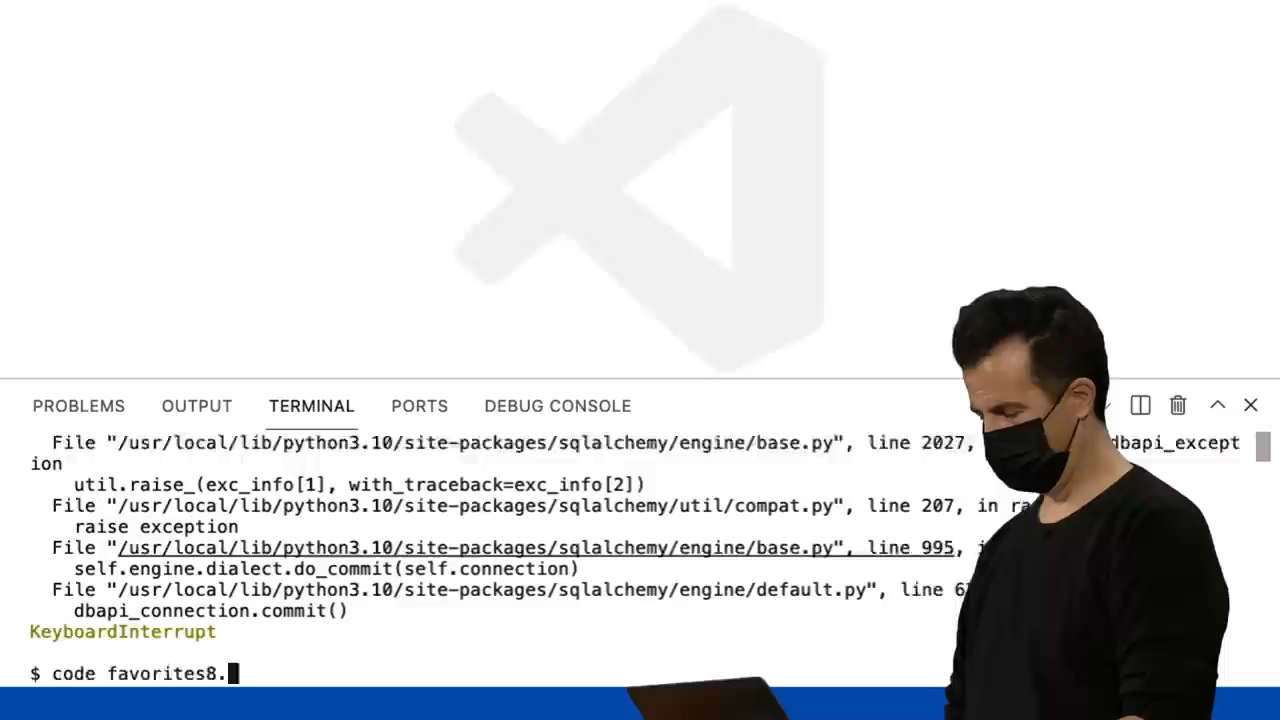 PROBLEMS OUTPUT TERMINAL PORTS DEBUG CONSOLE
File "/usr/local/lib/python3.10/site-packages/sqlalchemy/engine/base.py", line 2027, dbapi_except
ion
util.raise_(exc_info[1], with_traceback=exc_info[2])
File "/usr/local/lib/python3.10/site-packages/sqlalchemy/util/compat.py", line 207, in
raise exception
File "/usr/local/lib/python3.10/site-packages/sqlalchemy/engine/base.py", line 995,
self.engine.dialect.do_commit(self.connection)
File "/usr/local/lib/python3.10/site-packages/sqlalchemy/engine/default.py", line
dbapi_connection.commit()
KeyboardInterrupt
$ code favorites8.